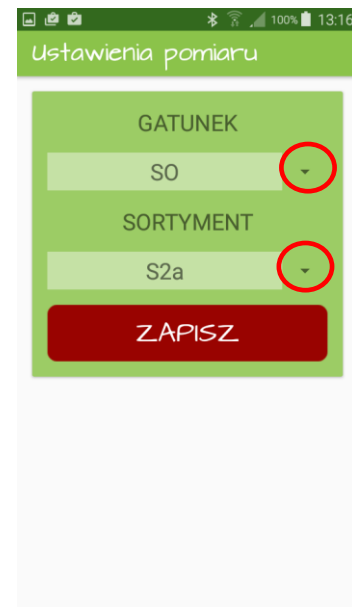 100% 13:16
Ustawienia pomiaru
GATUNEK
SO
SORTYMENT
S2a
ZAPISZ